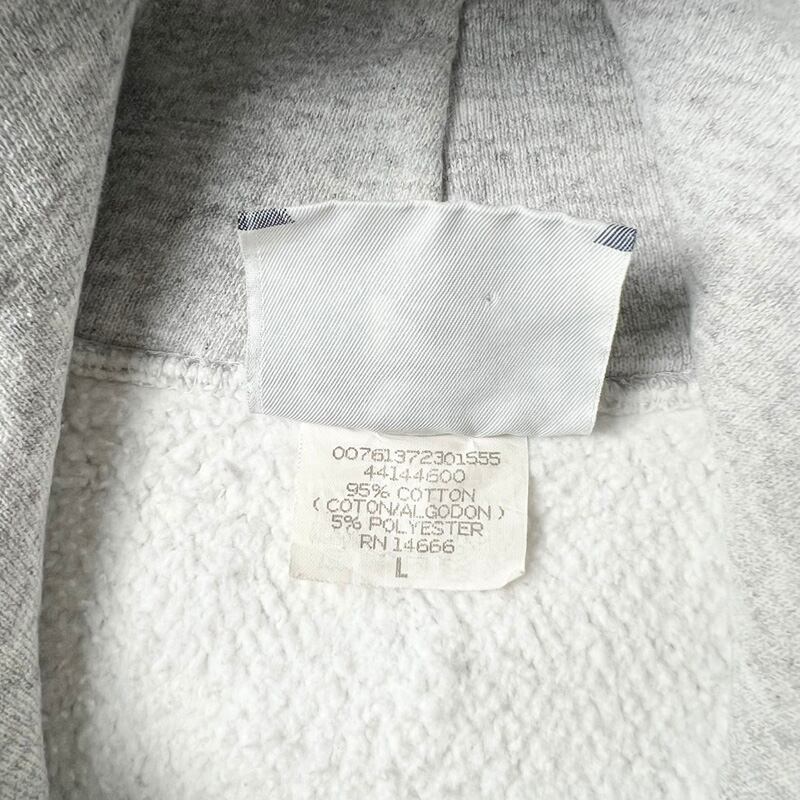 00761372301555
44144600
95% COTTON
(COTON/ALGODON)
5% POLYESTER
RN 14666
L